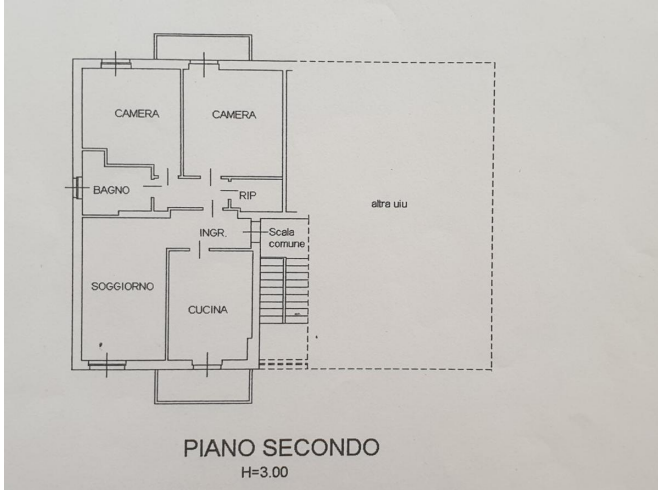 CAMERA
CAMERA
BAGNO
RIP
altra uiu
INGR.
Scala
comune
SOGGIORNO
CUCINA
PIANO SECONDO
H=3.00